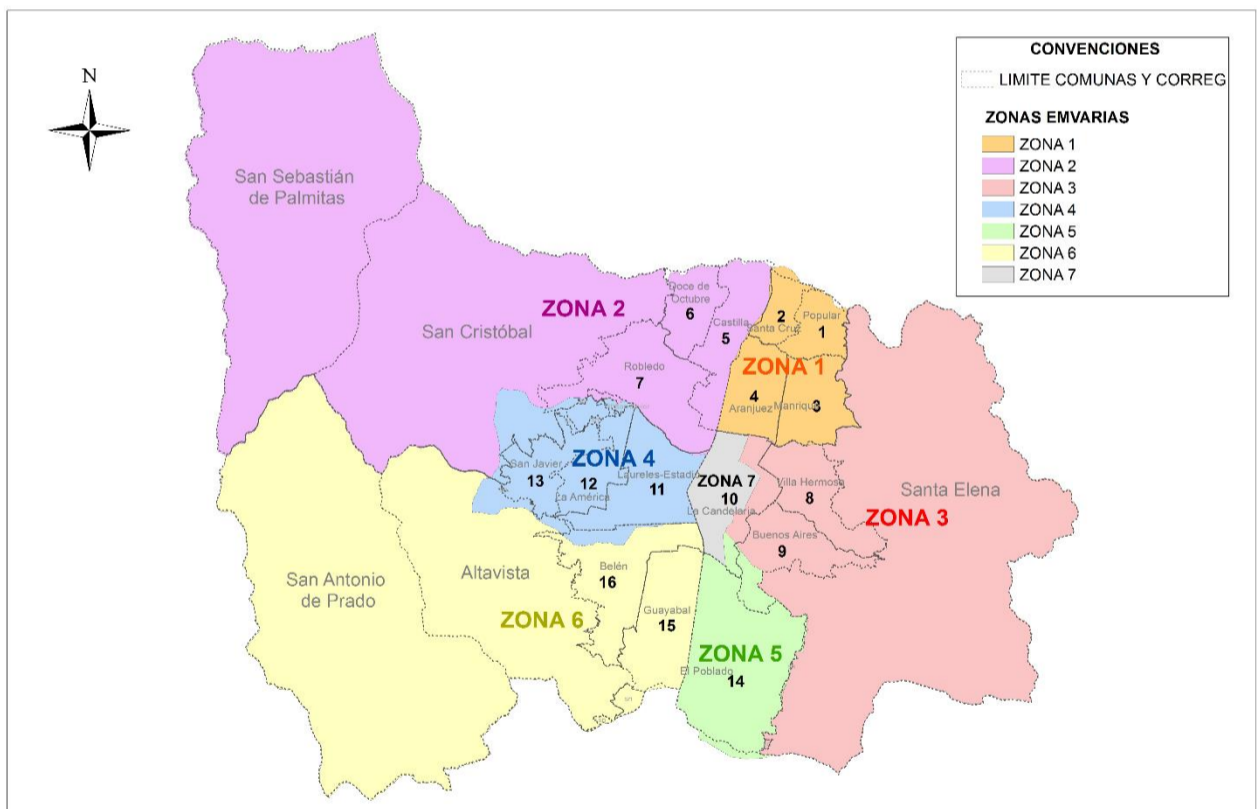 N
CONVENCIONES
LIMITE COMUNAS Y CORREG
ZONAS EMVARIAS
ZONA 1
ZONA 2
ZONA 3
ZONA 4
ZONA 5
ZONA 6
ZONA 7
San Sebastián
de Palmitas
San Cristóbal
ZONA 2
Doce de
Octubre
6
Castilla
5
Robledo
7
2
Santa Cruz
Popular
1
ZONA 1
4
Aranjuez
Manrique
3
San Javier
13
ZONA 4
12
La América
Laureles-Estadio
11
ZONA 7
10
La Candelaria
Villa Hermosa
8
Buenos Aires
9
Santa Elena
ZONA 3
San Antonio
de Prado
Altavista
ZONA 6
Belén
16
Guayabal
15
ZONA 5
El Poblado
14